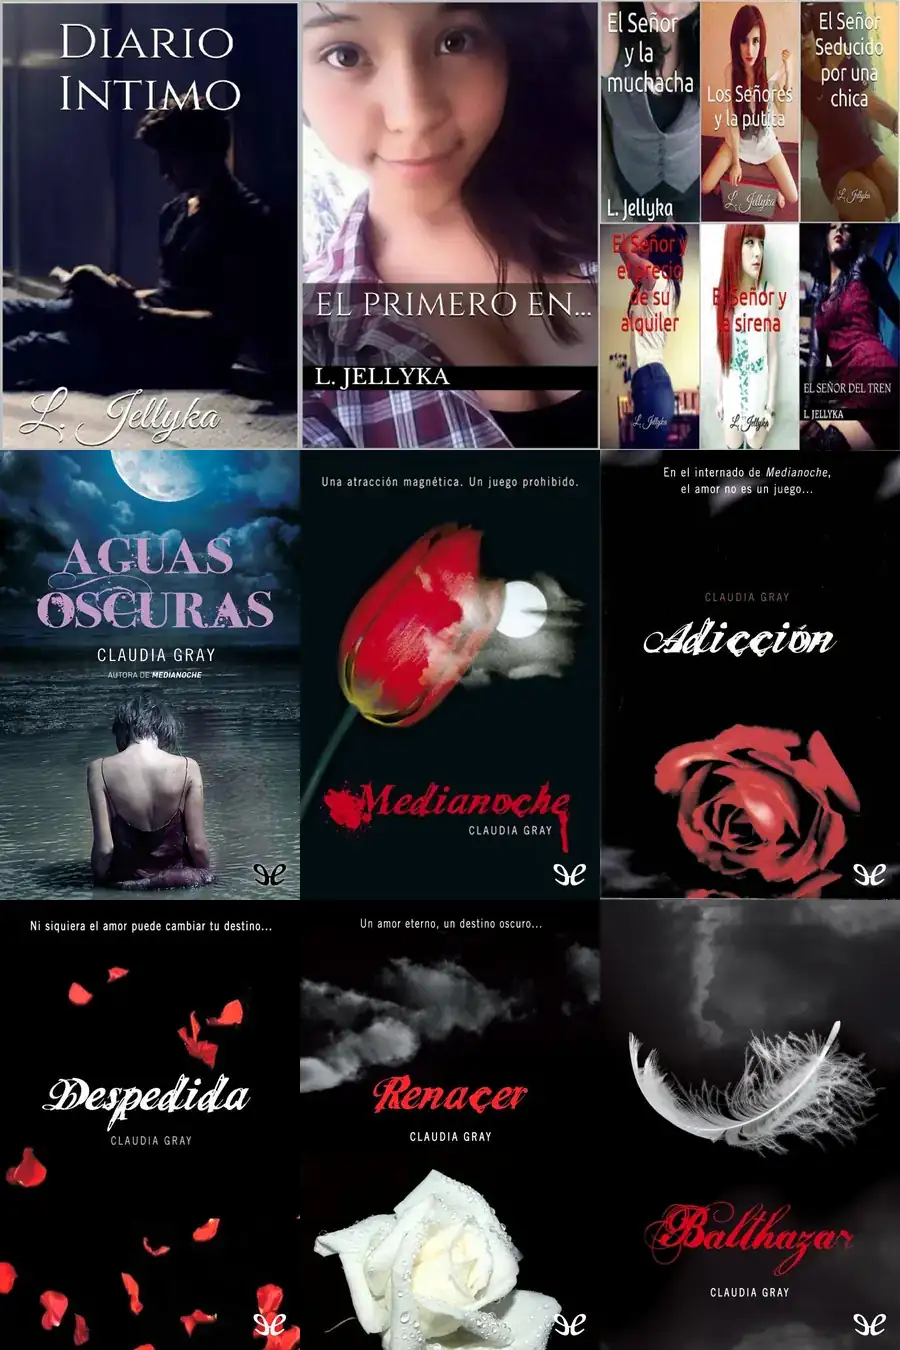 DIARIO
INTIMO
L. Jellyka
EL PRIMERO EN...
L. JELLYKA
El Señor
y la
muchacha
L. Jellyka
Los Señores
y la putita
L. Jellyka
El Señor
Seducido
por una
chica
L. Jellyka
El Señor y
el precio
de su
alquiler
L. Jellyka
El Señor y
la sirena
L. Jellyka
EL SEÑOR DEL TREN
L. JELLYKA
AGUAS
OSCURAS
CLAUDIA GRAY
AUTORA DE MEDIANOCHE
Una atracción magnética. Un juego prohibido.
Medianoche
CLAUDIA GRAY
En el internado de Medianoche,
el amor no es un juego...
CLAUDIA GRAY
Adicción
Ni siquiera el amor puede cambiar tu destino...
Despedida
CLAUDIA GRAY
Un amor eterno, un destino oscuro...
Renacer
CLAUDIA GRAY
Balthazar
CLAUDIA GRAY